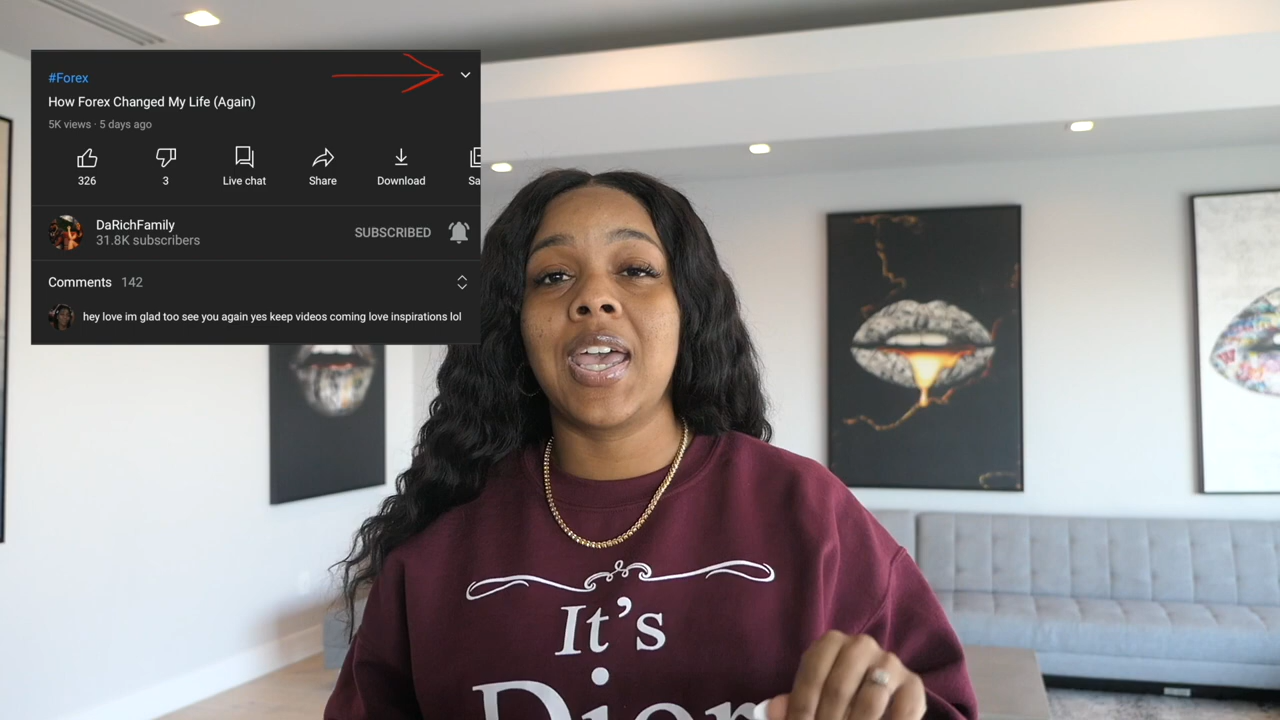 #Forex
How Forex Changed My Life (Again)
5K views · 5 days ago
326
3
Live chat
Share
Download
Sa
DaRichFamily
31.8K subscribers
SUBSCRIBED
Comments 142
hey love im glad too see you again yes keep videos coming love inspirations lol
It's
Dior